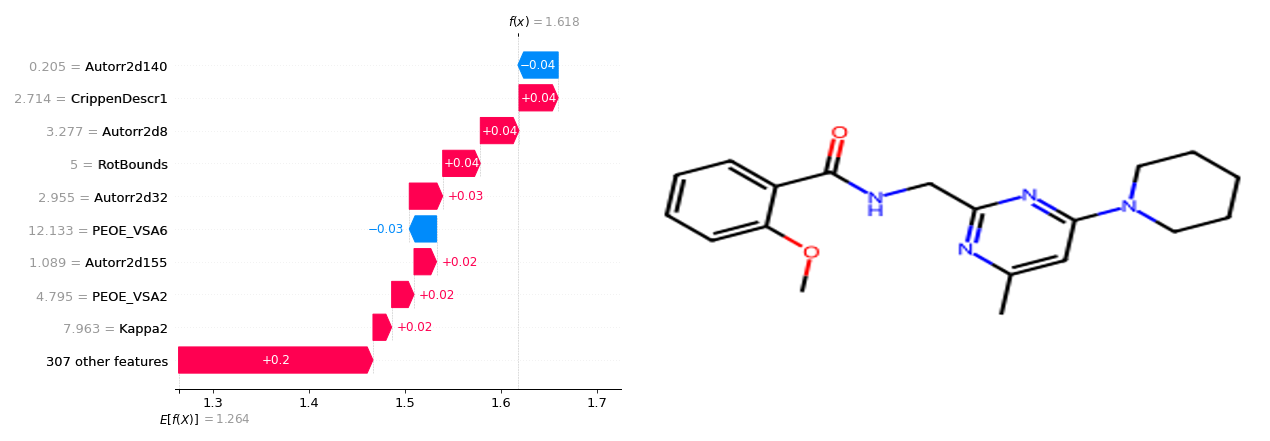 f(x) = 1.618
0.205 = Autorr2d140
−0.04
2.714 = CrippenDescr1
+0.04
3.277 = Autorr2d8
+0.04
5 = RotBounds
+0.04
2.955 = Autorr2d32
+0.03
12.133 = PEOE_VSA6
−0.03
1.089 = Autorr2d155
+0.02
4.795 = PEOE_VSA2
+0.02
7.963 = Kappa2
+0.02
307 other features
+0.2
1.3 1.4 1.5 1.6 1.7
E[f(X)] = 1.264
O
N
H
O
N
N
N